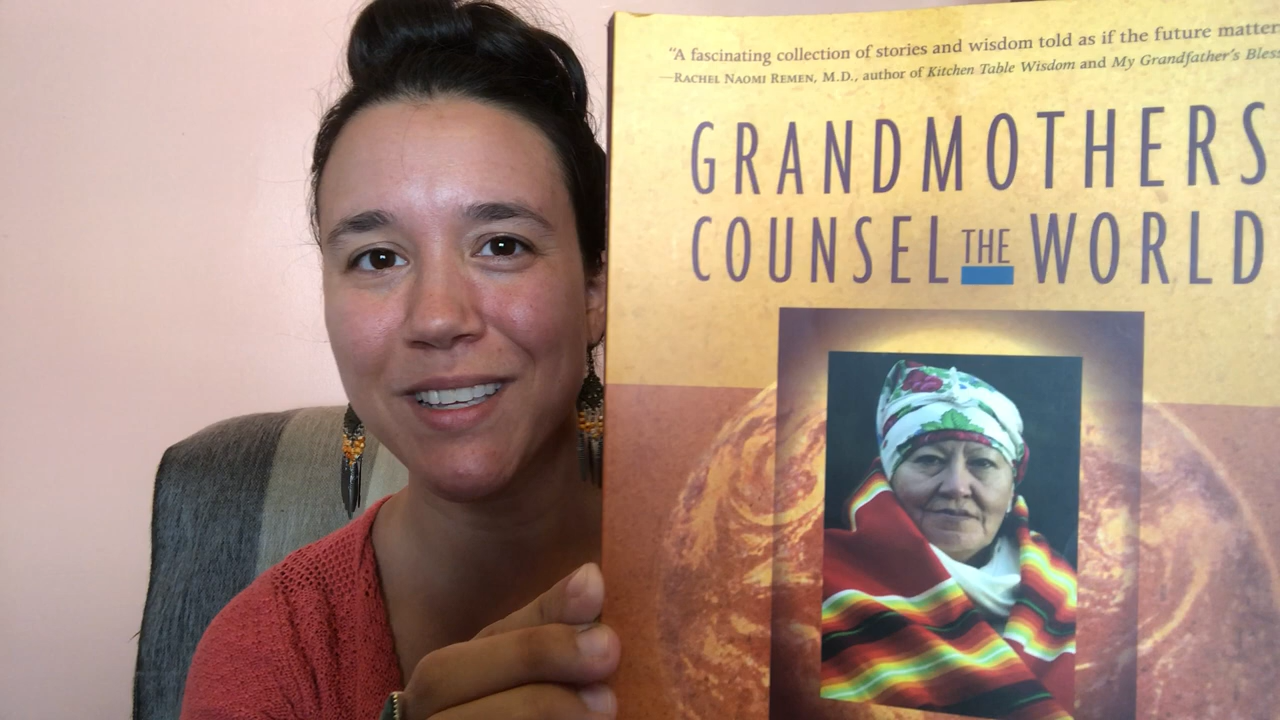 "A fascinating collection of stories and wisdom told as if the future matter
—RACHEL NAOMI REMEN, M.D., author of Kitchen Table Wisdom and My Grandfather's Bless
GRANDMOTHERS
COUNSEL THE WORLD